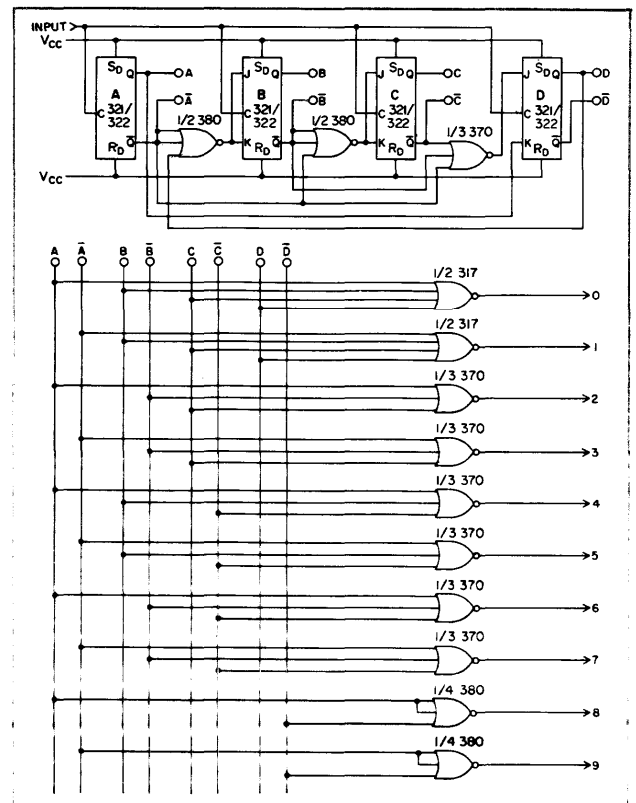 INPUT
VCC
SD Q A
A Ā
C 321/322
RD Q̄
1/2 380
J SD Q B
B B̄
C 321/322
K RD Q̄
1/2 380
J SD Q C
C C̄
C 321/322
K RD Q̄
1/3 370
J SD Q D
D D̄
C 321/322
K RD Q̄
VCC
A Ā B B̄ C C̄ D D̄
1/2 317
0
1/2 317
1
1/3 370
2
1/3 370
3
1/3 370
4
1/3 370
5
1/3 370
6
1/3 370
7
1/4 380
8
1/4 380
9